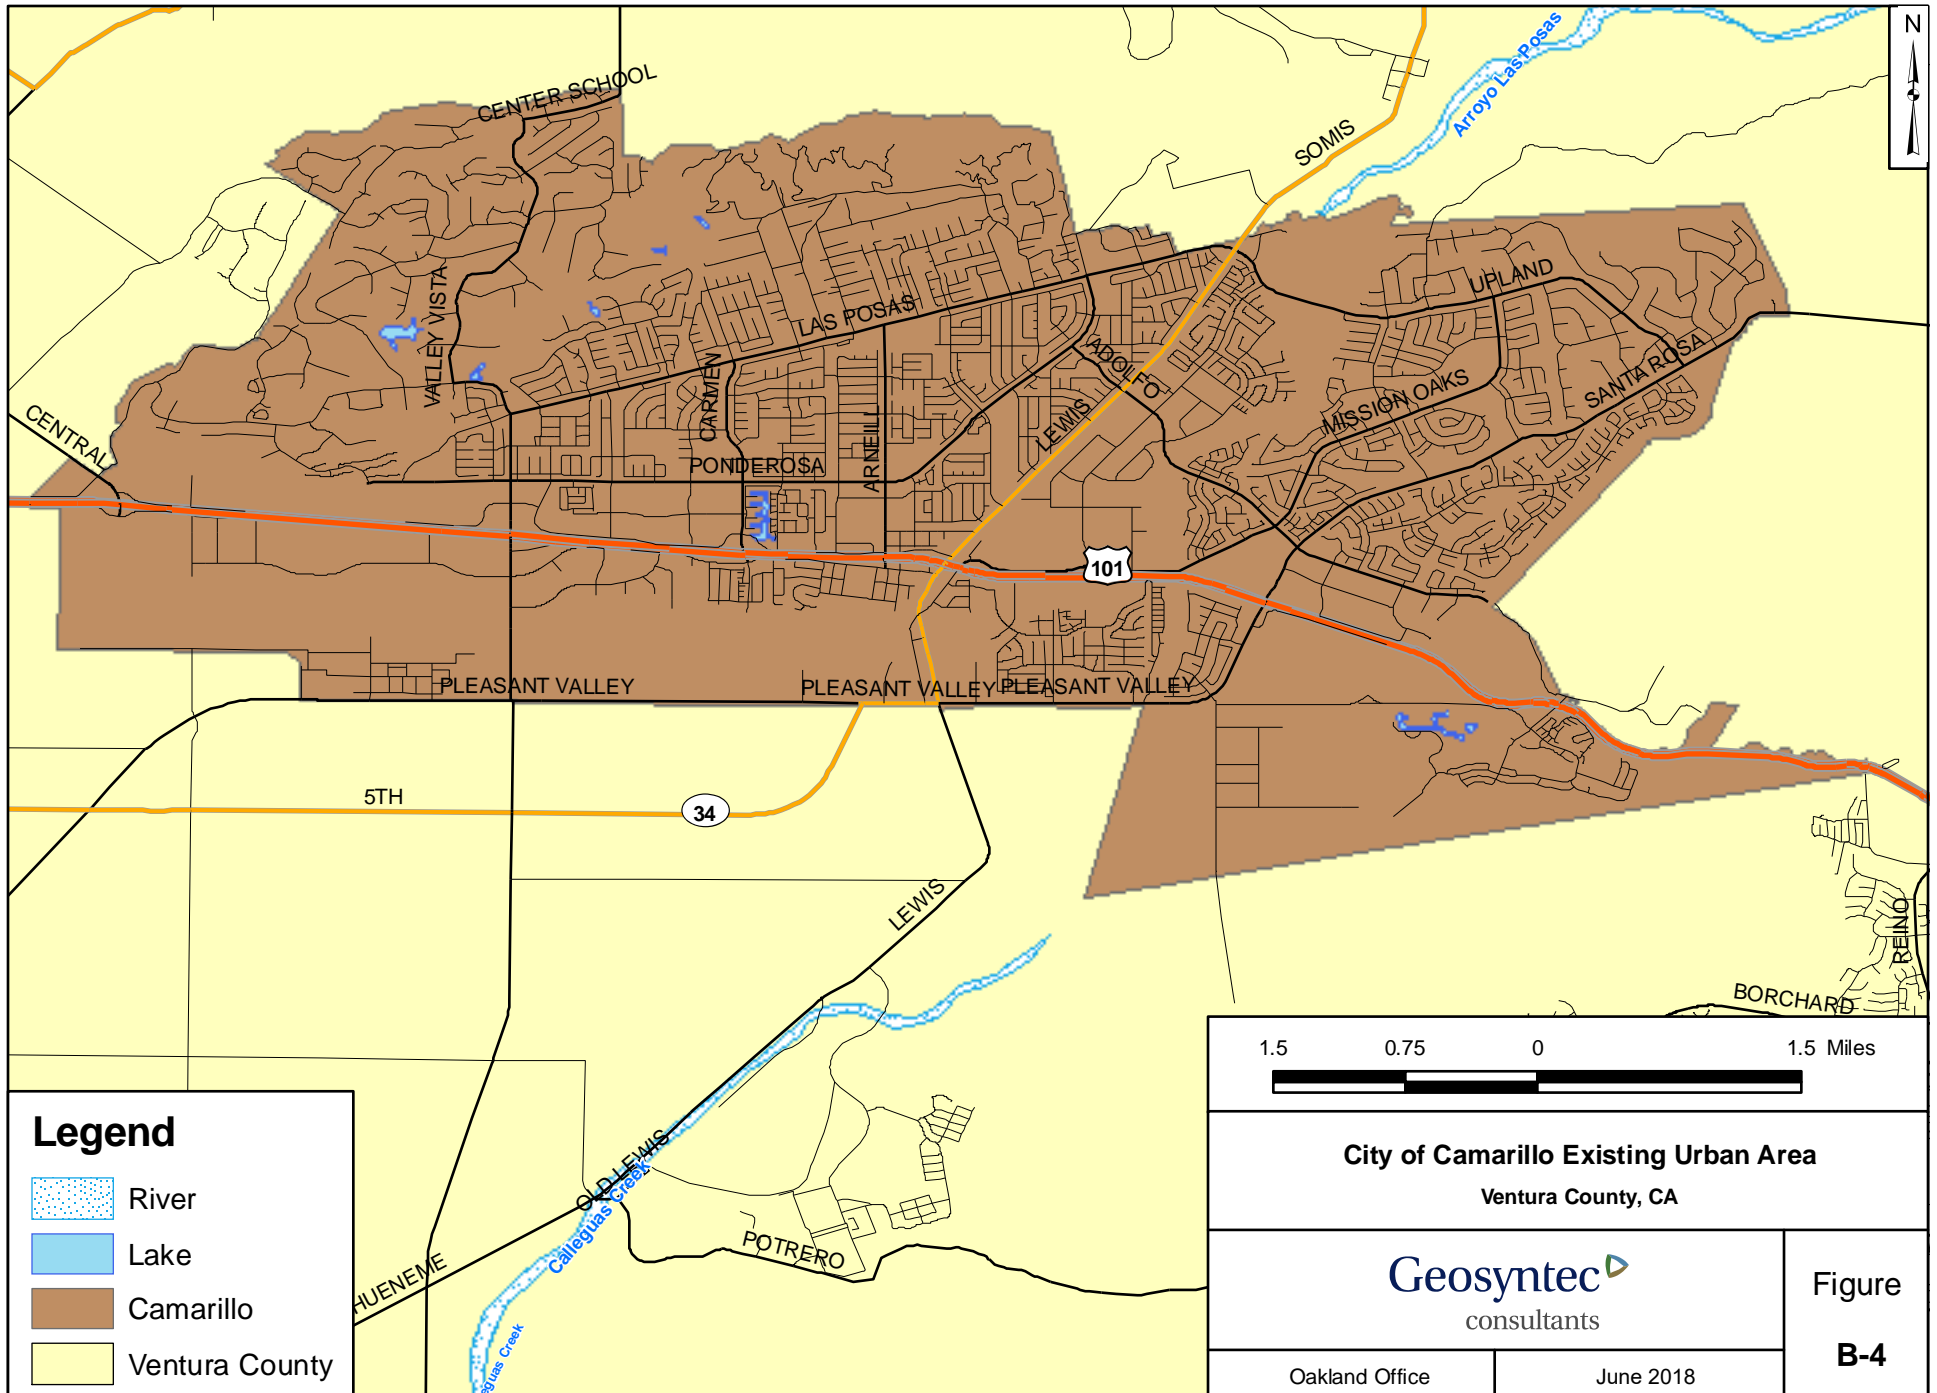 N
CENTER SCHOOL
Arroyo Las Posas
SOMIS
VALLEY VISTA
LAS POSAS
UPLAND
CARMEN
ADOLFO
SANTA ROSA
MISSION OAKS
CENTRAL
ARNEILL
LEWIS
PONDEROSA
101
PLEASANT VALLEY
PLEASANT VALLEY
PLEASANT VALLEY
5TH
34
LEWIS
REINO
BORCHARD
OLD LEWIS
Calleguas Creek
POTRERO
HUENEME
eguas Creek
Legend
River
Lake
Camarillo
Ventura County
1.5 0.75 0 1.5 Miles
City of Camarillo Existing Urban Area
Ventura County, CA
Geosyntec
consultants
Figure
B-4
Oakland Office
June 2018